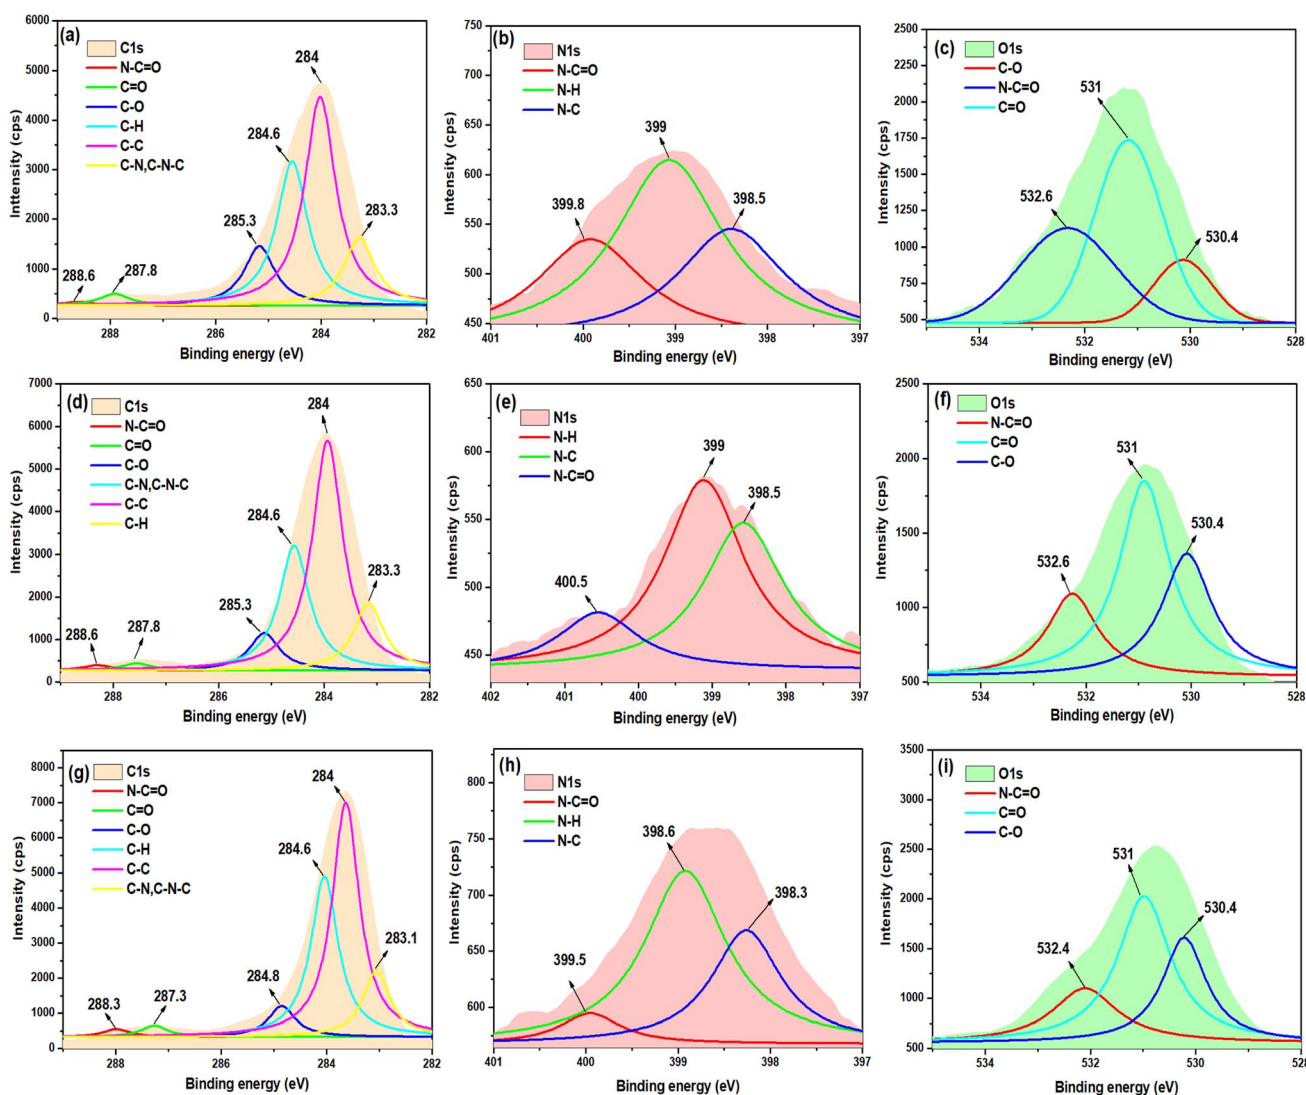 (a)
C1s
N-C=O
C=O
C-O
C-H
C-C
C-N,C-N-C
284
284.6
285.3
283.3
287.8
288.6
6000
5000
4000
3000
2000
1000
0
Intensity (cps)
288
286
284
282
Binding energy (eV)
(b)
N1s
N-C=O
N-H
N-C
399
399.8
398.5
750
700
650
600
550
500
450
Intensity (cps)
401
400
399
398
397
Binding energy (eV)
(c)
O1s
C-O
N-C=O
C=O
531
532.6
530.4
2500
2250
2000
1750
1500
1250
1000
750
500
Intensity (cps)
534
532
530
528
Binding energy (eV)
(d)
C1s
N-C=O
C=O
C-O
C-N,C-N-C
C-C
C-H
284
284.6
283.3
285.3
287.8
288.6
7000
6000
5000
4000
3000
2000
1000
0
Intensity (cps)
288
286
284
282
Binding energy (eV)
(e)
N1s
N-H
N-C
N-C=O
399
398.5
400.5
650
600
550
500
450
Intensity (cps)
402
401
400
399
398
397
Binding energy (eV)
(f)
N-C=O
C=O
C-O
O1s
531
530.4
532.6
2500
2000
1500
1000
500
Intensity (cps)
534
532
530
528
Binding energy (eV)
(g)
C1s
N-C=O
C=O
C-O
C-H
C-C
C-N,C-N-C
284
284.6
283.1
284.8
287.3
288.3
8000
7000
6000
5000
4000
3000
2000
1000
0
Intensity (cps)
288
286
284
282
Binding energy (eV)
(h)
N1s
N-C=O
N-H
N-C
398.6
398.3
399.5
800
750
700
650
600
Intensity (cps)
401
400
399
398
397
Binding energy (eV)
(i)
O1s
N-C=O
C=O
C-O
531
530.4
532.4
3500
3000
2500
2000
1500
1000
500
Intensity (cps)
534
532
530
528
Binding energy (eV)